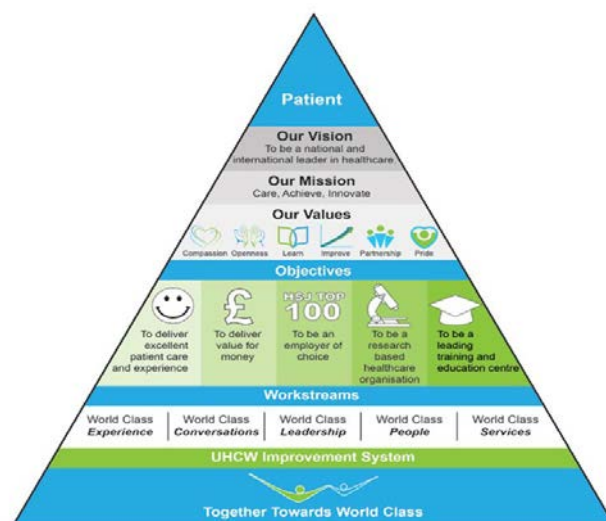 Patient
Our Vision
To be a national and
international leader in healthcare.
Our Mission
Care, Achieve, Innovate
Our Values
Compassion Openness Learn Improve Partnership Pride
Objectives
£
HSJ TOP
100
To deliver
excellent
patient care
and experience
To deliver
value for
money
To be an
employer of
choice
To be a
research
based
healthcare
organisation
To be a
leading
training and
education centre
Workstreams
World Class
Experience
World Class
Conversations
World Class
Leadership
World Class
People
World Class
Services
UHCW Improvement System
Together Towards World Class